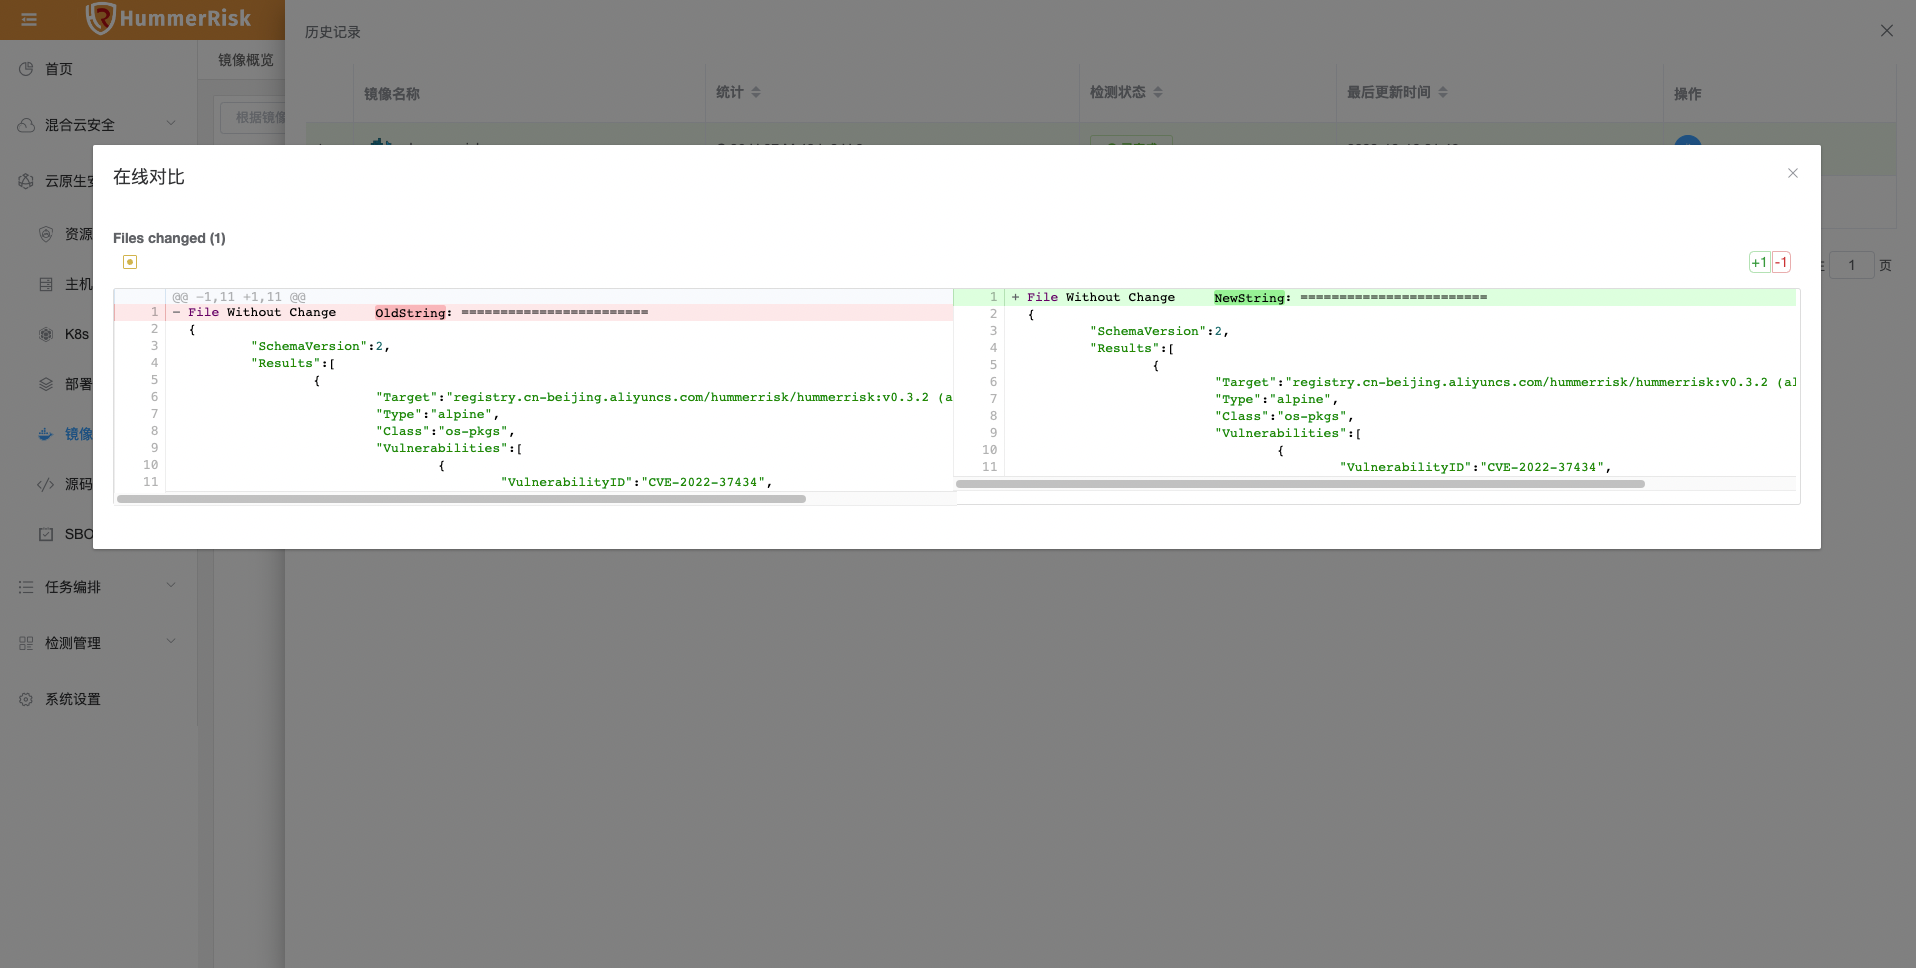 HummerRisk
历史记录
首页
镜像概览
镜像名称
统计
检测状态
最后更新时间
操作
根据镜像
混合云安全
在线对比
云原生安
Files changed (1)
资源
+1 -1
1 页
主机
@@ -1,11 +1,11 @@
1 - File Without Change OldString: ========================
2 {
3 "SchemaVersion":2,
4 "Results":[
5 {
6 "Target":"registry.cn-beijing.aliyuncs.com/hummerrisk/hummerrisk:v0.3.2 (a
7 "Type":"alpine",
8 "Class":"os-pkgs",
9 "Vulnerabilities":[
10 {
11 "VulnerabilityID":"CVE-2022-37434",
1 + File Without Change NewString: ========================
2 {
3 "SchemaVersion":2,
4 "Results":[
5 {
6 "Target":"registry.cn-beijing.aliyuncs.com/hummerrisk/hummerrisk:v0.3.2 (al
7 "Type":"alpine",
8 "Class":"os-pkgs",
9 "Vulnerabilities":[
10 {
11 "VulnerabilityID":"CVE-2022-37434",
K8s
部署
镜像
源码
SBO
任务编排
检测管理
系统设置